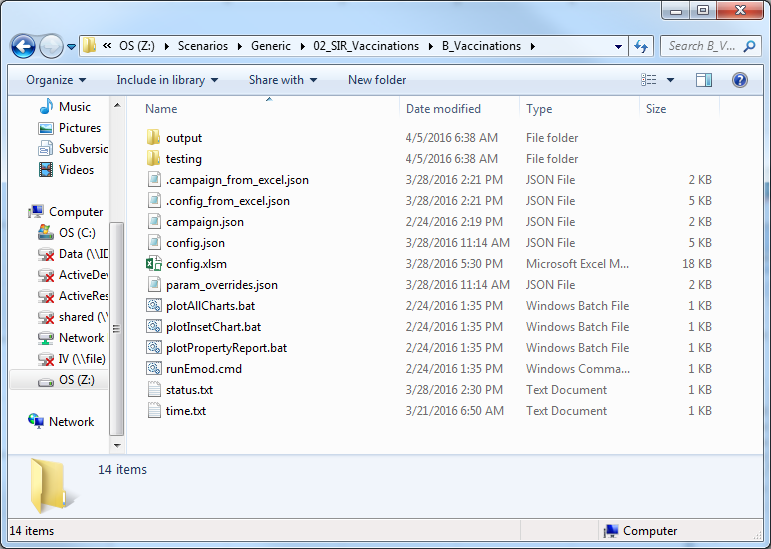 « OS (Z:) ▸ Scenarios ▸ Generic ▸ 02_SIR_Vaccinations ▸ B_Vaccinations ▸ Search B_V...
Organize Include in library Share with New folder
Name Date modified Type Size
Music
Pictures
Subversic
Videos
Computer
OS (C:)
Data (\\ID
ActiveDe
ActiveRes
shared (\\
Network
IV (\\file)
OS (Z:)
Network
output 4/5/2016 6:38 AM File folder
testing 4/5/2016 6:38 AM File folder
.campaign_from_excel.json 3/28/2016 2:21 PM JSON File 2 KB
.config_from_excel.json 3/28/2016 2:21 PM JSON File 5 KB
campaign.json 2/24/2016 2:19 PM JSON File 2 KB
config.json 3/28/2016 11:14 AM JSON File 5 KB
config.xlsm 3/28/2016 5:30 PM Microsoft Excel M... 18 KB
param_overrides.json 3/28/2016 11:14 AM JSON File 2 KB
plotAllCharts.bat 2/24/2016 1:35 PM Windows Batch File 1 KB
plotInsetChart.bat 2/24/2016 1:35 PM Windows Batch File 1 KB
plotPropertyReport.bat 2/24/2016 1:35 PM Windows Batch File 1 KB
runEmod.cmd 2/24/2016 1:35 PM Windows Comma... 1 KB
status.txt 3/28/2016 2:30 PM Text Document 1 KB
time.txt 3/21/2016 6:50 AM Text Document 1 KB
14 items
14 items Computer